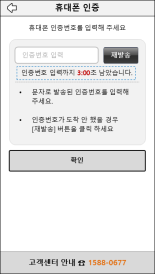 휴대폰 인증
휴대폰 인증번호를 입력해 주세요
인증번호 입력
재발송
인증번호 입력까지 3:00초 남았습니다.
• 문자로 발송된 인증번호를 입력해
주세요.
• 인증번호가 도착 안 했을 경우
[재발송] 버튼을 클릭 하세요
확인
고객센터 안내 ☎ 1588-0677